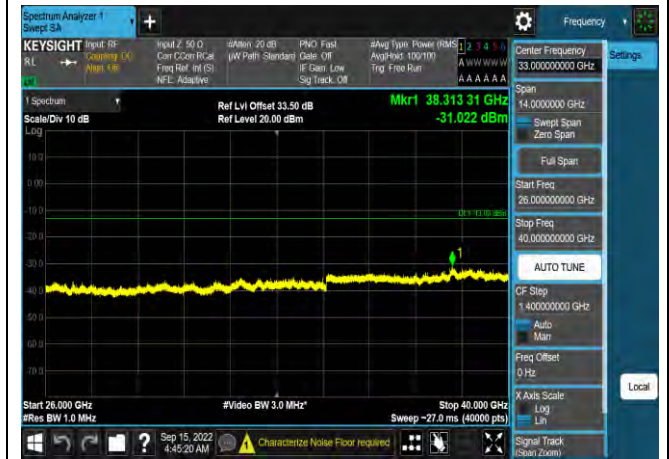 Spectrum Analyzer 1
Swept SA
+
Frequency
KEYSIGHT
RL
Input: RF
Coupling: DC
Align: Off
Input Z: 50 Ω
Corr CCorr RCal
Freq Ref: Int (S)
NFE: Adaptive
#Atten: 20 dB
µW Path: Standard
PNO: Fast
Gate: Off
IF Gain: Low
Sig Track: Off
#Avg Type: Power (RMS)
Avg|Hold: 100/100
Trig: Free Run
1 2 3 4 5 6
A W W W W W
A A A A A A
1 Spectrum
Scale/Div 10 dB
Log
Ref Lvl Offset 33.50 dB
Ref Level 20.00 dBm
Mkr1 38.313 31 GHz
-31.022 dBm
10.0
0.00
-10.0
-20.0
-30.0
-40.0
-70.0
DL1 -13.00 dBm
1
Start 26.000 GHz
#Res BW 1.0 MHz
#Video BW 3.0 MHz*
Stop 40.000 GHz
Sweep ~27.0 ms (40000 pts)
Sep 15, 2022
4:45:20 AM
Characterize Noise Floor required
Center Frequency
33.000000000 GHz
Settings
Span
14.0000000 GHz
Swept Span
Zero Span
Full Span
Start Freq
26.000000000 GHz
Stop Freq
40.000000000 GHz
AUTO TUNE
CF Step
1.400000000 GHz
Auto
Man
Freq Offset
0 Hz
X Axis Scale
Log
Lin
Local
Signal Track
(Span Zoom)